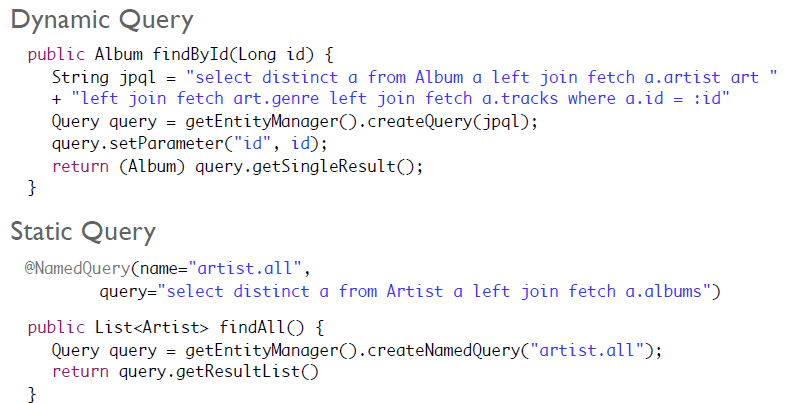 Dynamic Query
public Album findById(Long id) {
String jpql = "select distinct a from Album a left join fetch a.artist art "
+ "left join fetch art.genre left join fetch a.tracks where a.id = :id"
Query query = getEntityManager().createQuery(jpql);
query.setParameter("id", id);
return (Album) query.getSingleResult();
}
Static Query
@NamedQuery(name="artist.all",
query="select distinct a from Artist a left join fetch a.albums")
public List<Artist> findAll() {
Query query = getEntityManager().createNamedQuery("artist.all");
return query.getResultList()
}